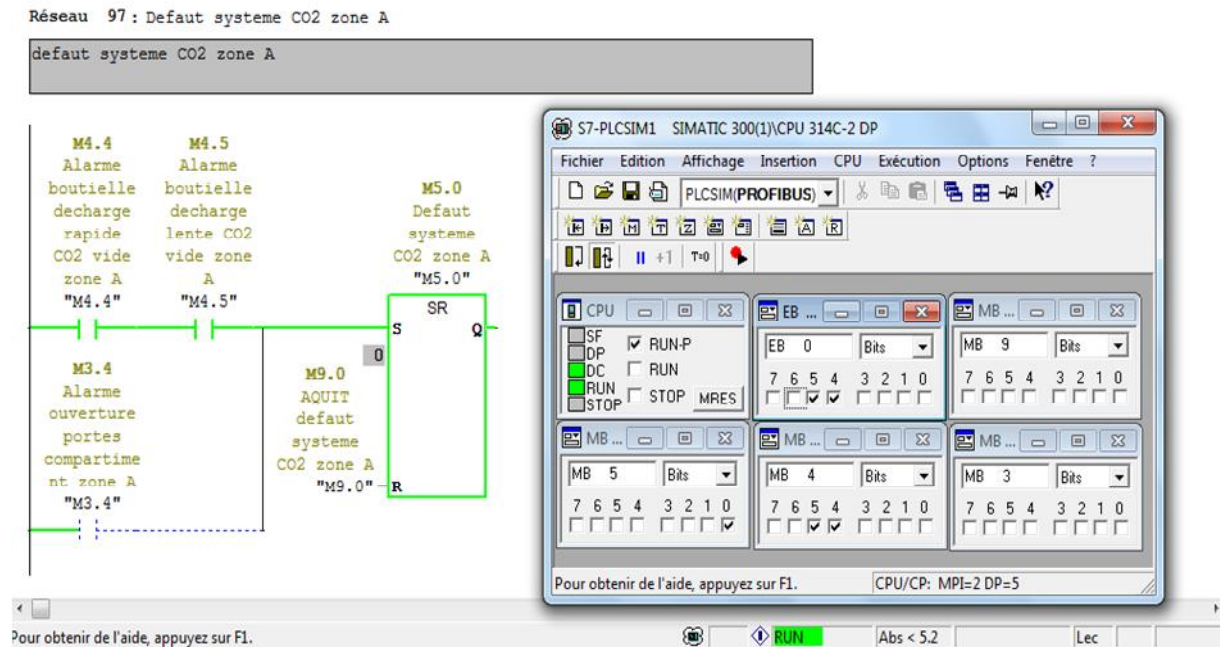 Réseau 97 : Defaut systeme CO2 zone A
defaut systeme CO2 zone A
M4.4
Alarme
boutielle
decharge
rapide
CO2 vide
zone A
"M4.4"
M4.5
Alarme
boutielle
decharge
lente CO2
vide zone
A
"M4.5"
M5.0
Defaut
systeme
CO2 zone A
"M5.0"
SR
S
Q
0
M3.4
Alarme
ouverture
portes
compartime
nt zone A
"M3.4"
M9.0
AQUIT
defaut
systeme
CO2 zone A
"M9.0"
R
S7-PLCSIM1 SIMATIC 300(1)\CPU 314C-2 DP
Fichier Edition Affichage Insertion CPU Exécution Options Fenêtre ?
PLCSIM(PROFIBUS)
+1 T=0
CPU
SF
DP
DC
RUN
STOP
RUN-P
RUN
STOP
MRES
EB ...
EB 0 Bits
7 6 5 4 3 2 1 0
MB ...
MB 9 Bits
7 6 5 4 3 2 1 0
MB ...
MB 5 Bits
7 6 5 4 3 2 1 0
MB ...
MB 4 Bits
7 6 5 4 3 2 1 0
MB ...
MB 3 Bits
7 6 5 4 3 2 1 0
Pour obtenir de l'aide, appuyez sur F1. CPU/CP: MPI=2 DP=5
Pour obtenir de l'aide, appuyez sur F1. RUN Abs < 5.2 Lec